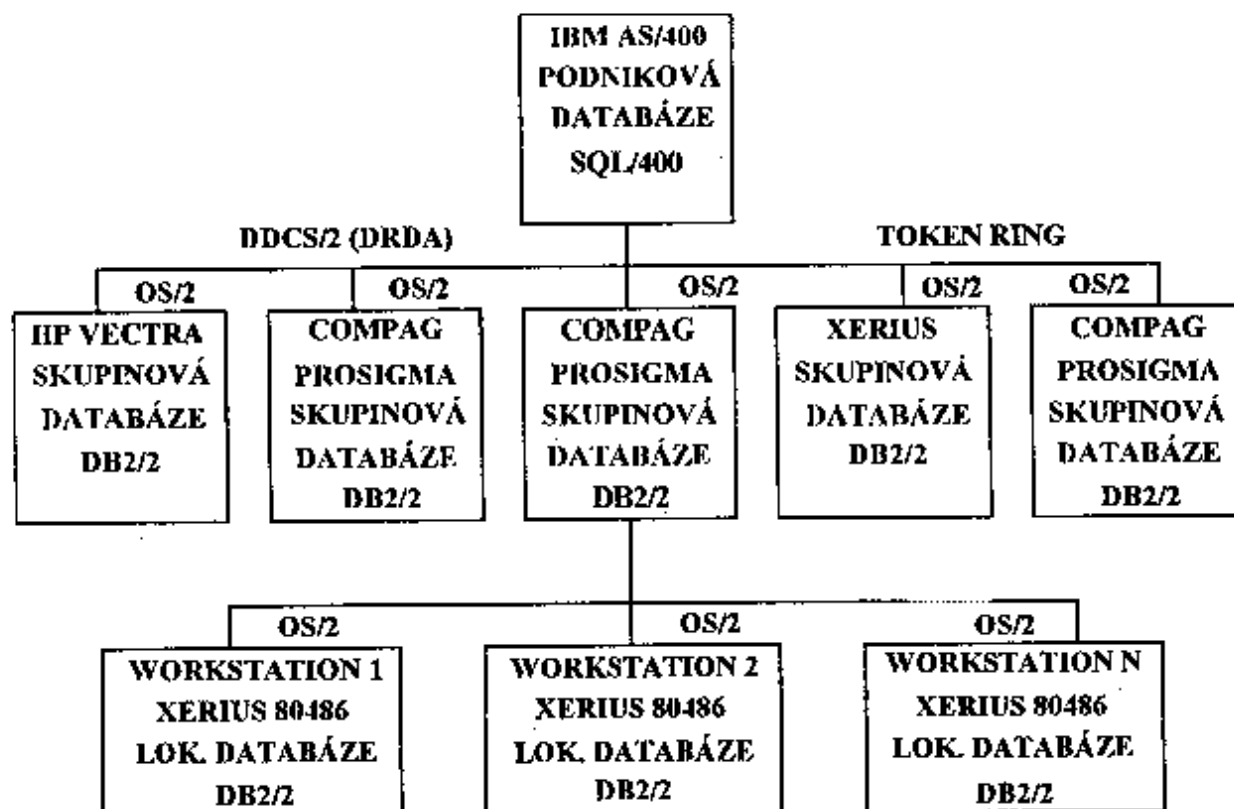 IBM AS/400
PODNIKOVÁ
DATABÁZE
SQL/400
DDCS/2 (DRDA)
TOKEN RING
OS/2
OS/2
OS/2
OS/2
OS/2
HP VECTRA
SKUPINOVÁ
DATABÁZE
DB2/2
COMPAG
PROSIGMA
SKUPINOVÁ
DATABÁZE
DB2/2
COMPAG
PROSIGMA
SKUPINOVÁ
DATABÁZE
DB2/2
XERIUS
SKUPINOVÁ
DATABÁZE
DB2/2
COMPAG
PROSIGMA
SKUPINOVÁ
DATABÁZE
DB2/2
OS/2
OS/2
OS/2
WORKSTATION 1
XERIUS 80486
LOK. DATABÁZE
DB2/2
WORKSTATION 2
XERIUS 80486
LOK. DATABÁZE
DB2/2
WORKSTATION N
XERIUS 80486
LOK. DATABÁZE
DB2/2